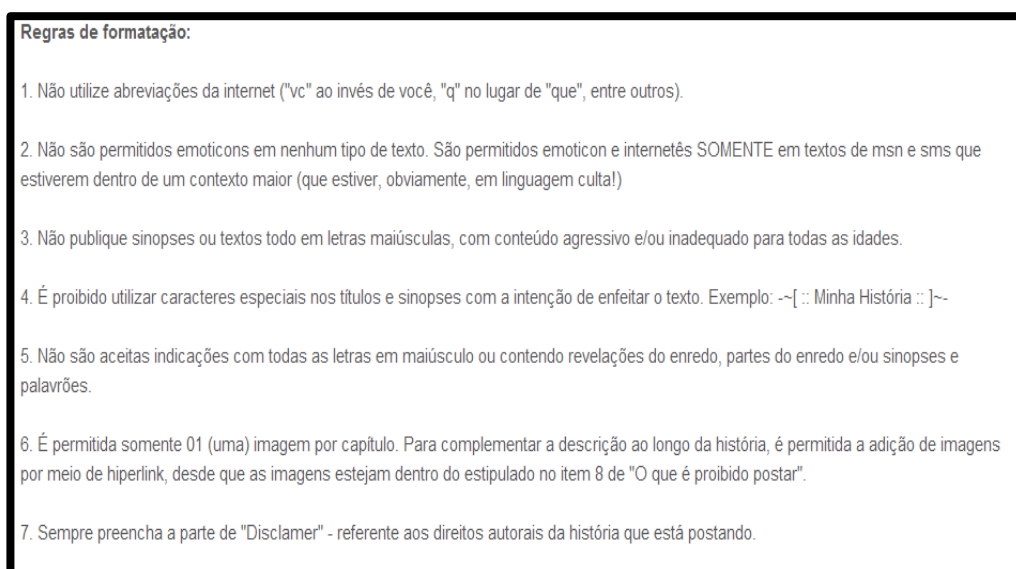 Regras de formatação:
1. Não utilize abreviações da internet ("vc" ao invés de você, "q" no lugar de "que", entre outros).
2. Não são permitidos emoticons em nenhum tipo de texto. São permitidos emoticon e internetês SOMENTE em textos de msn e sms que
estiverem dentro de um contexto maior (que estiver, obviamente, em linguagem culta!)
3. Não publique sinopses ou textos todo em letras maiúsculas, com conteúdo agressivo e/ou inadequado para todas as idades.
4. É proibido utilizar caracteres especiais nos títulos e sinopses com a intenção de enfeitar o texto. Exemplo: -~[ :: Minha História :: ]~-
5. Não são aceitas indicações com todas as letras em maiúsculo ou contendo revelações do enredo, partes do enredo e/ou sinopses e
palavrões.
6. É permitida somente 01 (uma) imagem por capítulo. Para complementar a descrição ao longo da história, é permitida a adição de imagens
por meio de hiperlink, desde que as imagens estejam dentro do estipulado no item 8 de "O que é proibido postar".
7. Sempre preencha a parte de "Disclamer" - referente aos direitos autorais da história que está postando.